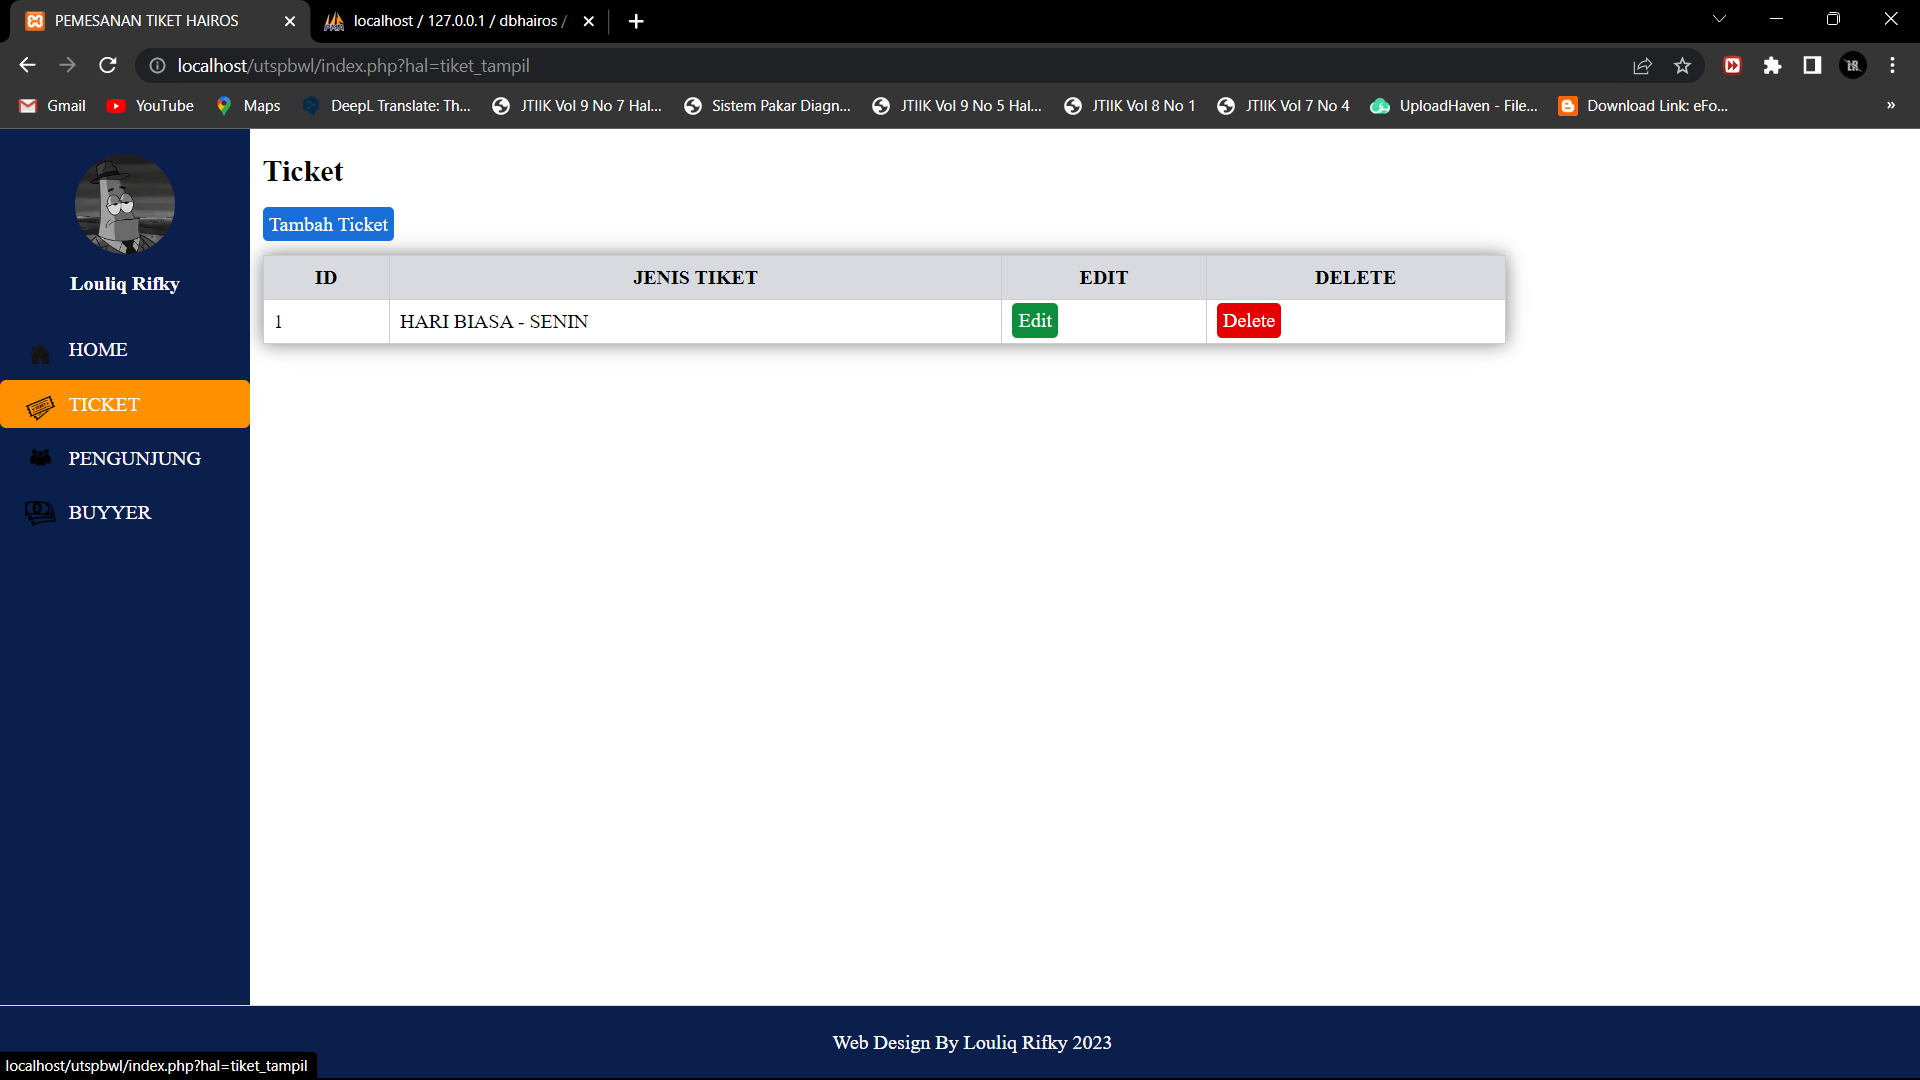 PEMESANAN TIKET HAIROS
localhost / 127.0.0.1 / dbhairos /
localhost/utspbwl/index.php?hal=tiket_tampil
Gmail
YouTube
Maps
DeepL Translate: Th...
JTIIK Vol 9 No 7 Hal...
Sistem Pakar Diagn...
JTIIK Vol 9 No 5 Hal...
JTIIK Vol 8 No 1
JTIIK Vol 7 No 4
UploadHaven - File...
Download Link: eFo...
»
Louliq Rifky
HOME
TICKET
PENGUNJUNG
BUYYER
Ticket
Tambah Ticket
ID JENIS TIKET EDIT DELETE
1 HARI BIASA - SENIN Edit Delete
Web Design By Louliq Rifky 2023
localhost/utspbwl/index.php?hal=tiket_tampil